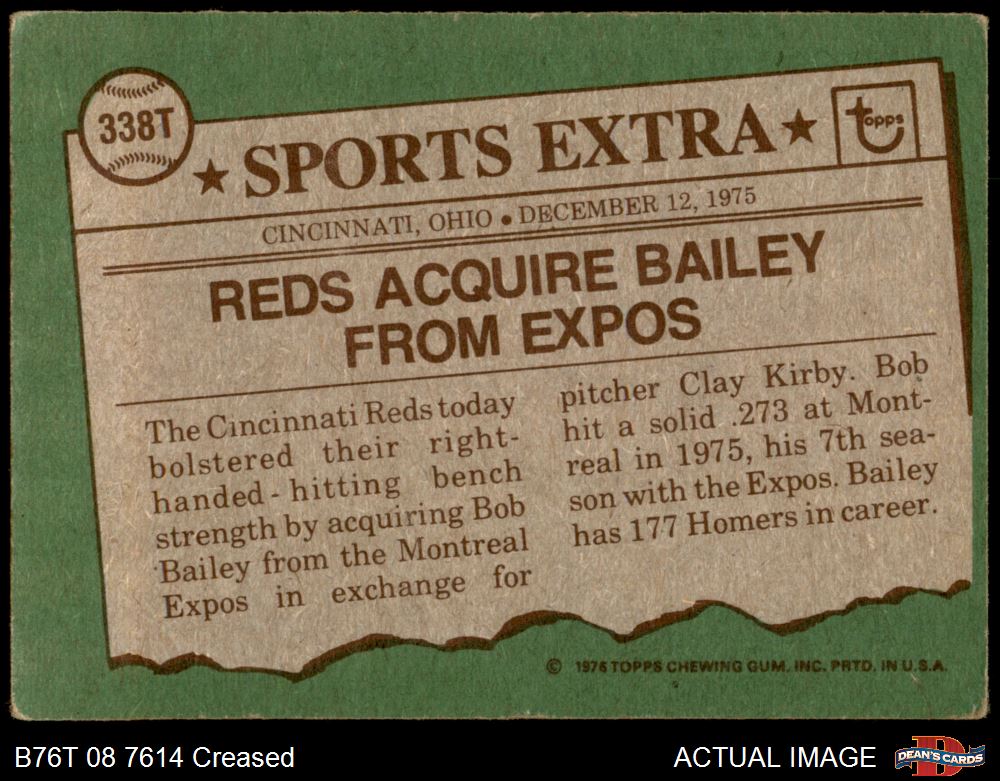 338T
★ SPORTS EXTRA ★
Topps
CINCINNATI, OHIO • DECEMBER 12, 1975
REDS ACQUIRE BAILEY
FROM EXPOS
The Cincinnati Reds today
bolstered their right-
handed-hitting bench
strength by acquiring Bob
Bailey from the Montreal
Expos in exchange for
pitcher Clay Kirby. Bob
hit a solid .273 at Mont-
real in 1975, his 7th sea-
son with the Expos. Bailey
has 177 Homers in career.
© 1976 TOPPS CHEWING GUM, INC. PRTD. IN U.S.A.
B76T 08 7614 Creased
ACTUAL IMAGE
DEAN'S CARDS